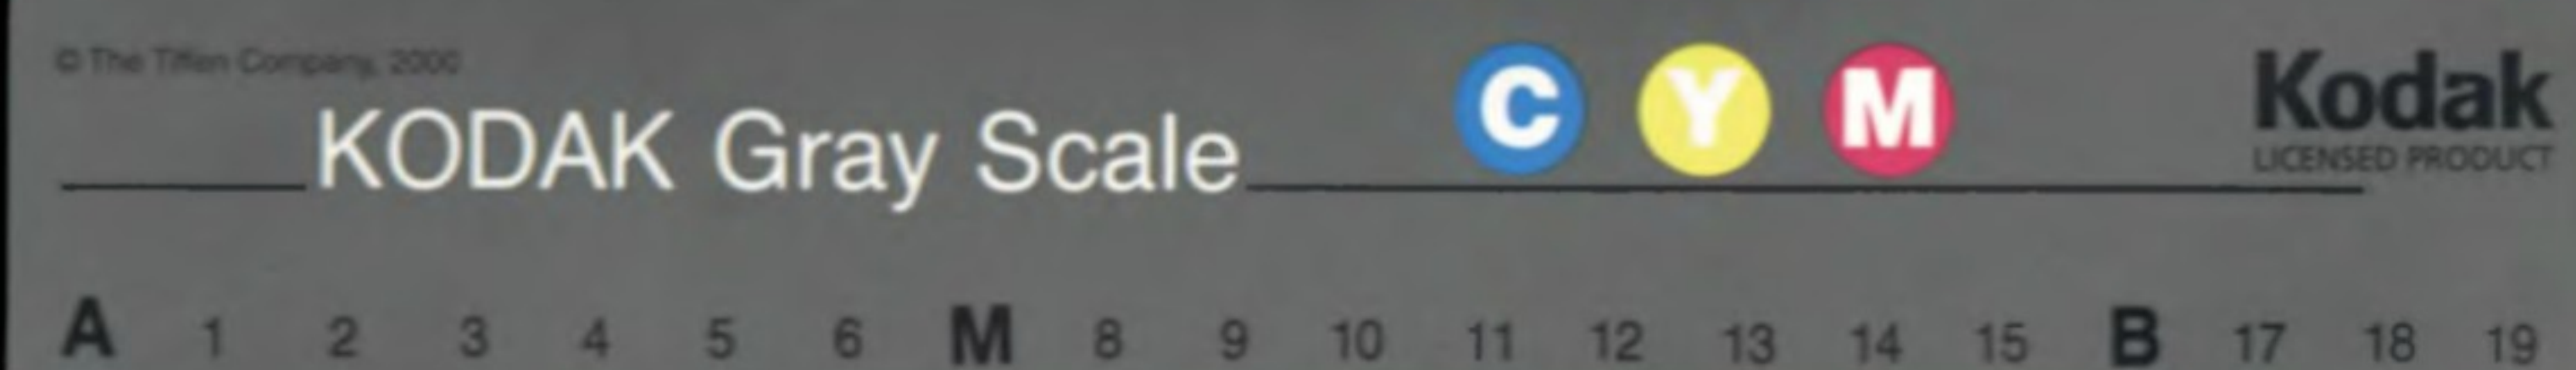 © The Tiffen Company, 2000
KODAK Gray Scale C Y M Kodak
LICENSED PRODUCT
A 1 2 3 4 5 6 M 8 9 10 11 12 13 14 15 B 17 18 19